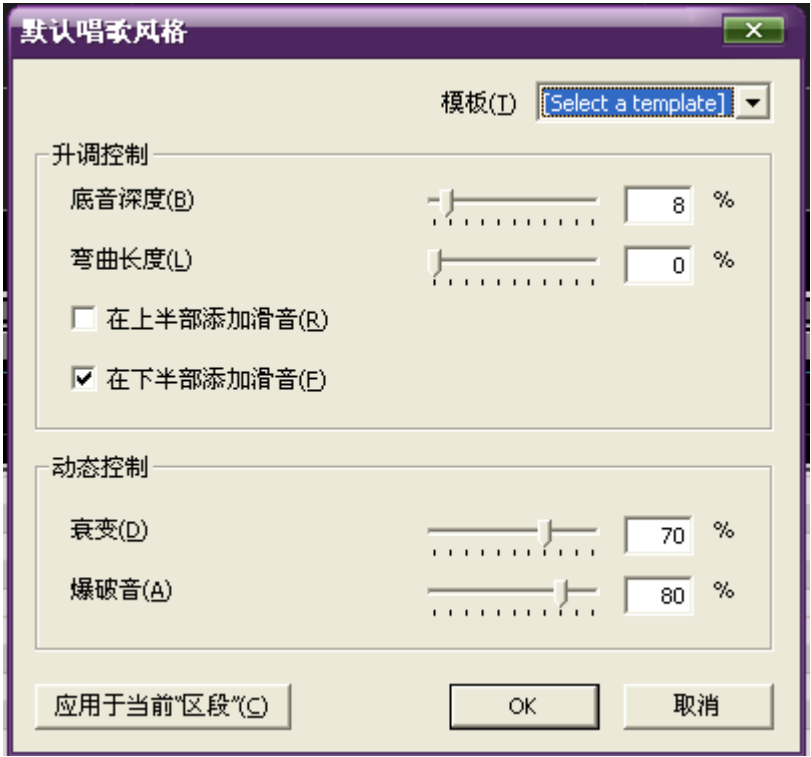 默认唱歌风格
模板(T) [Select a template]
升调控制
底音深度(B) 8 %
弯曲长度(L) 0 %
在上半部添加滑音(R)
在下半部添加滑音(F)
动态控制
衰变(D) 70 %
爆破音(A) 80 %
应用于当前"区段"(C) OK 取消